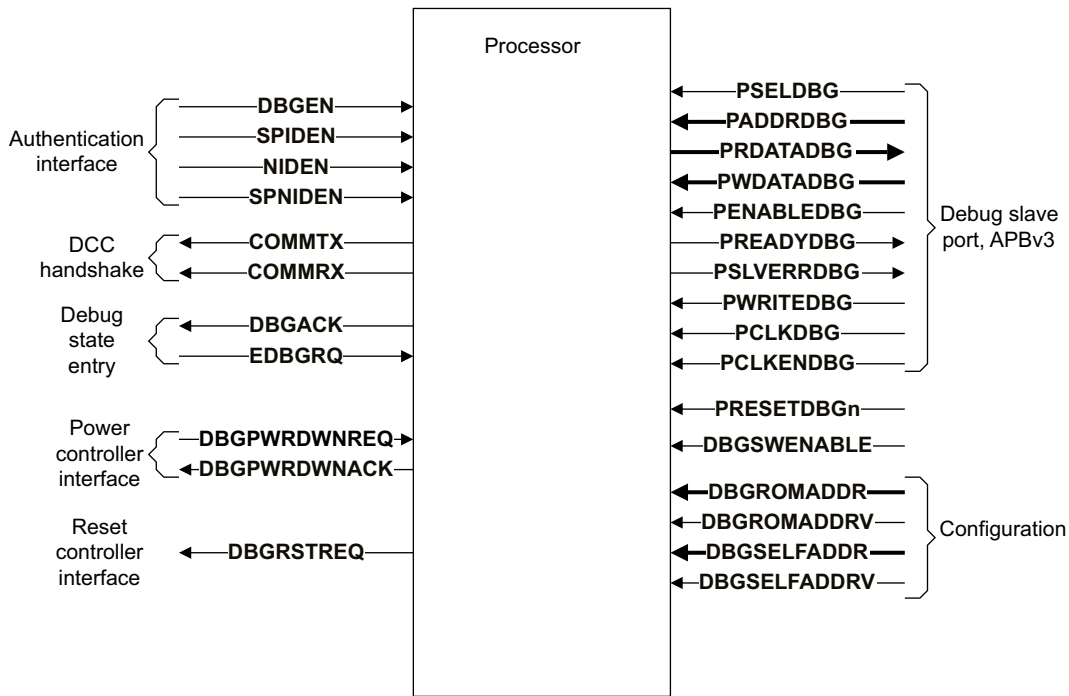 Processor
Authentication
interface
DBGEN
SPIDEN
NIDEN
SPNIDEN
DCC
handshake
COMMTX
COMMRX
Debug
state
entry
DBGACK
EDBGRQ
Power
controller
interface
DBGPWRDWNREQ
DBGPWRDWNACK
Reset
controller
interface
DBGRSTREQ
PSELDBG
PADDRDBG
PRDATADBG
PWDATADBG
PENABLEDBG
PREADYDBG
PSLVERRDBG
PWRITEDBG
PCLKDBG
PCLKENDBG
Debug slave
port, APBv3
PRESETDBGn
DBGSWENABLE
DBGROMADDR
DBGROMADDRV
DBGSELFADDR
DBGSELFADDRV
Configuration